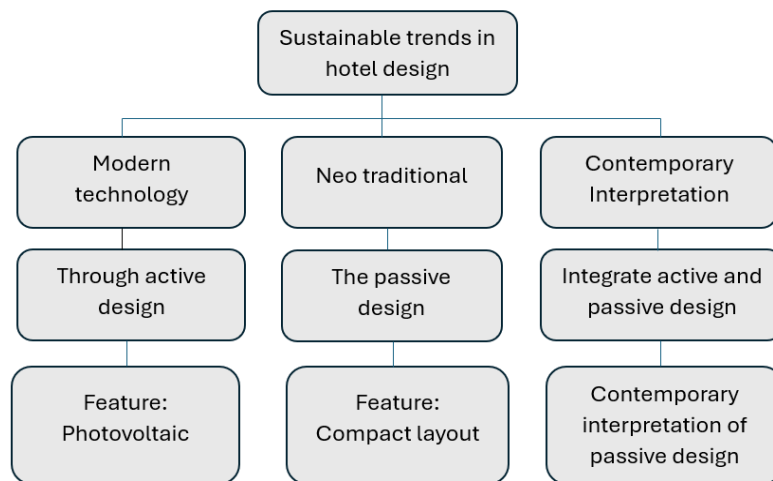 Sustainable trends in
hotel design
Modern
technology
Neo traditional
Contemporary
Interpretation
Through active
design
The passive
design
Integrate active and
passive design
Feature:
Photovoltaic
Feature:
Compact layout
Contemporary
interpretation of
passive design